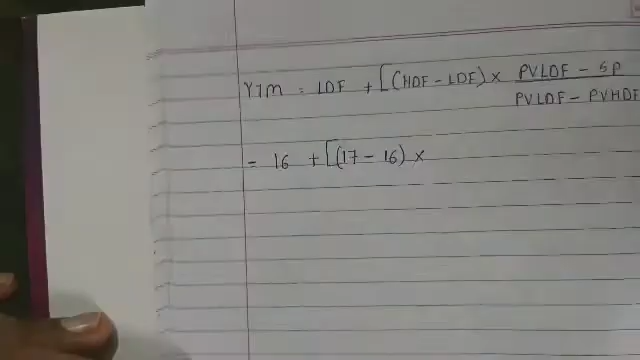 YTM = LDF + [(HDF - LDF) × PVLDF - SP
PVLDF - PVHDF
= 16 + [(17 - 16) ×